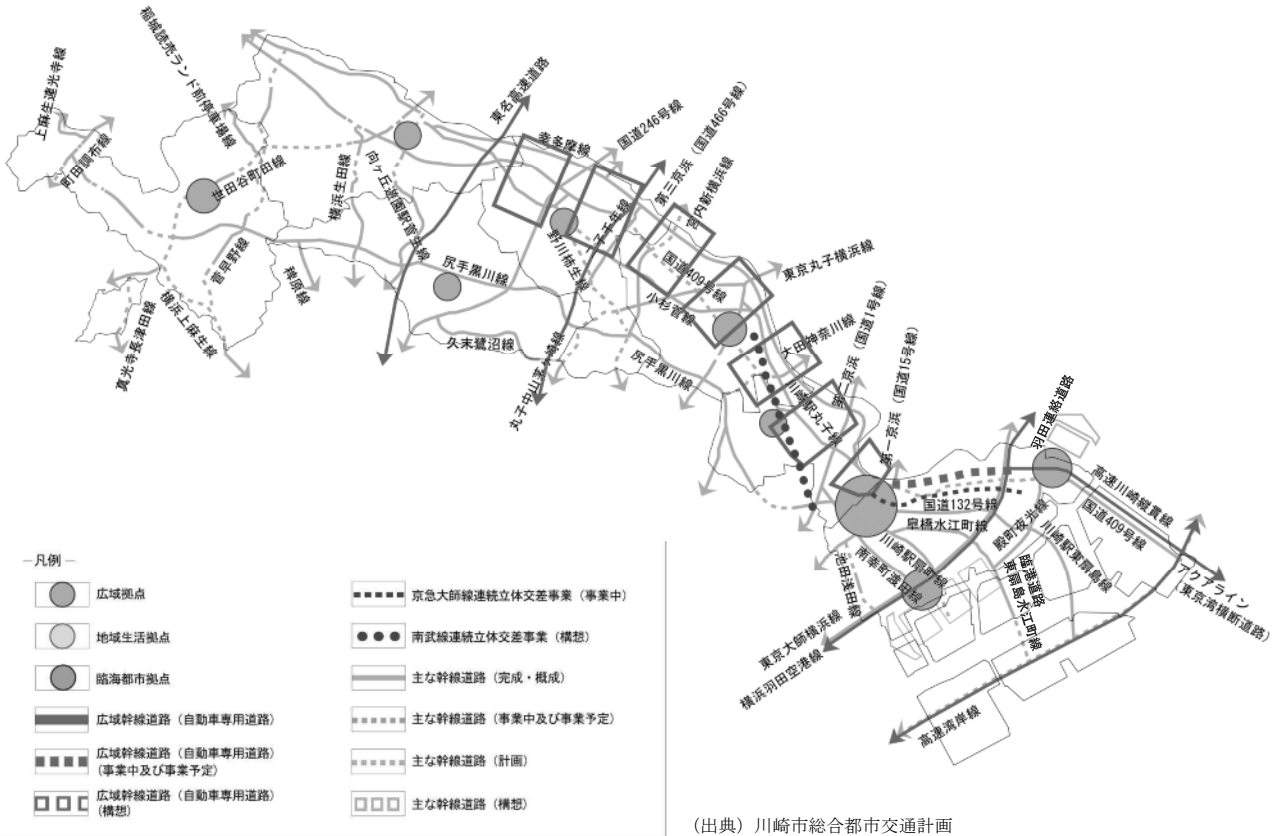 上麻生連光寺線
稲城読売ランド前停車場線
町田調布線
世田谷町田線
横浜生田線
向ヶ丘遊園駅菅生線
東名高速道路
幸多摩線
国道246号線
第三京浜(国道466号線)
宮内新横浜線
子千年線
野川柿生線
国道409号線
東京丸子横浜線
小杉菅線
菅早野線
稗原線
尻手黒川線
久末鷺沼線
真光寺長津田線
横浜上麻生線
丸子中山茅ヶ崎線
尻手黒川線
大田神奈川線
川崎駅丸子線
第二京浜(国道1号線)
第一京浜(国道15号線)
羽田連絡道路
高速川崎縦貫線
国道409号線
国道132号線
皐橋水江町線
殿町夜光線
川崎駅東扇島線
川崎駅扇町線
南幸町渡田線
池田浅田線
臨港道路
東扇島水江町線
アクアライン
(東京湾横断道路)
東京大師横浜線
横浜羽田空港線
高速湾岸線
凡例
広域拠点
地域生活拠点
臨海都市拠点
広域幹線道路(自動車専用道路)
広域幹線道路(自動車専用道路)
(事業中及び事業予定)
広域幹線道路(自動車専用道路)
(構想)
京急大師線連続立体交差事業(事業中)
南武線連続立体交差事業(構想)
主な幹線道路(完成・概成)
主な幹線道路(事業中及び事業予定)
主な幹線道路(計画)
主な幹線道路(構想)
(出典)川崎市総合都市交通計画